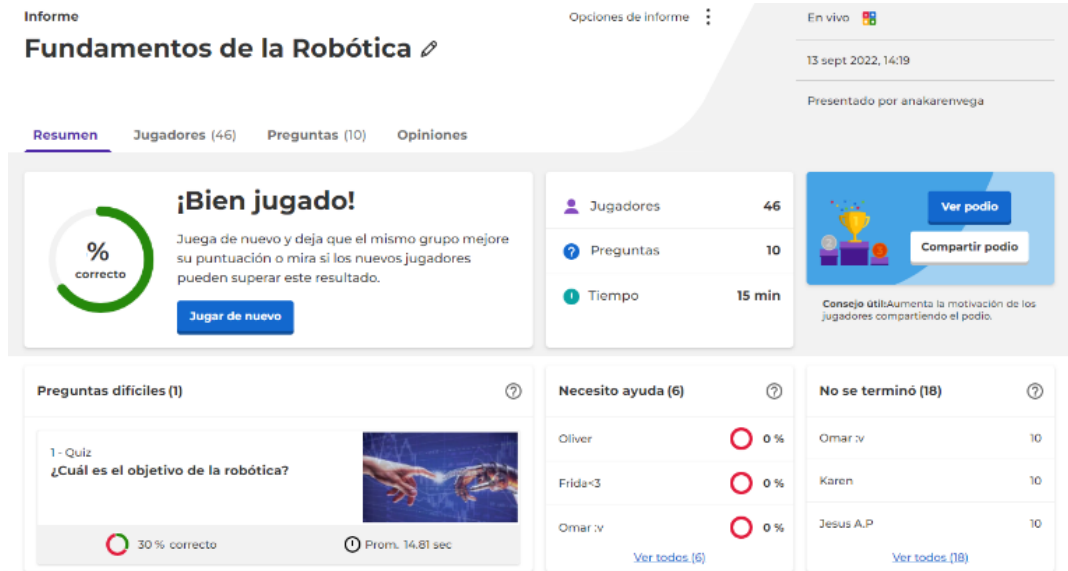 Informe
Opciones de informe
En vivo
Fundamentos de la Robótica
13 sept 2022, 14:19
Presentado por anakarenvega
Resumen
Jugadores (46)
Preguntas (10)
Opiniones
¡Bien jugado!
% correcto
Juega de nuevo y deja que el mismo grupo mejore
su puntuación o mira si los nuevos jugadores
pueden superar este resultado.
Jugar de nuevo
Jugadores 46
Preguntas 10
Tiempo 15 min
2
3
Ver podio
Compartir podio
Consejo útil:Aumenta la motivación de los
jugadores compartiendo el podio.
Preguntas difíciles (1)
1 - Quiz
¿Cuál es el objetivo de la robótica?
30 % correcto
Prom. 14.81 sec
Necesito ayuda (6)
Oliver 0 %
Frida<3 0 %
Omar :v 0 %
Ver todos (6)
No se terminó (18)
Omar :v 10
Karen 10
Jesus A.P 10
Ver todos (18)